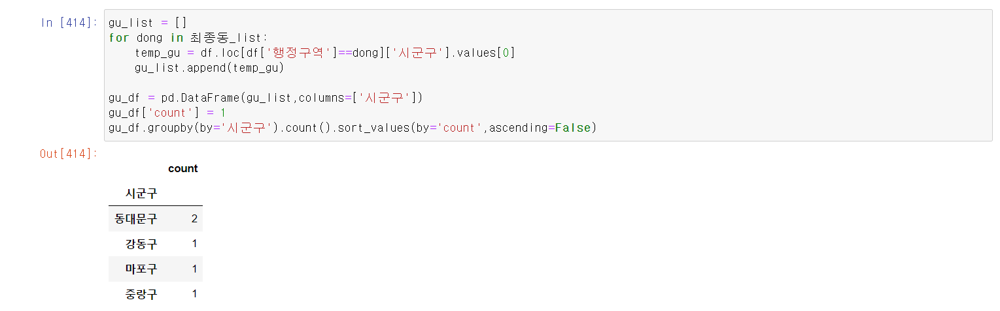 In [414]:
gu_list = []
for dong in 최종동_list:
    temp_gu = df.loc[df['행정구역']==dong]['시군구'].values[0]
    gu_list.append(temp_gu)
gu_df = pd.DataFrame(gu_list,columns=['시군구'])
gu_df['count'] = 1
gu_df.groupby(by='시군구').count().sort_values(by='count',ascending=False)
Out[414]:
count
시군구
동대문구 2
강동구 1
마포구 1
중랑구 1